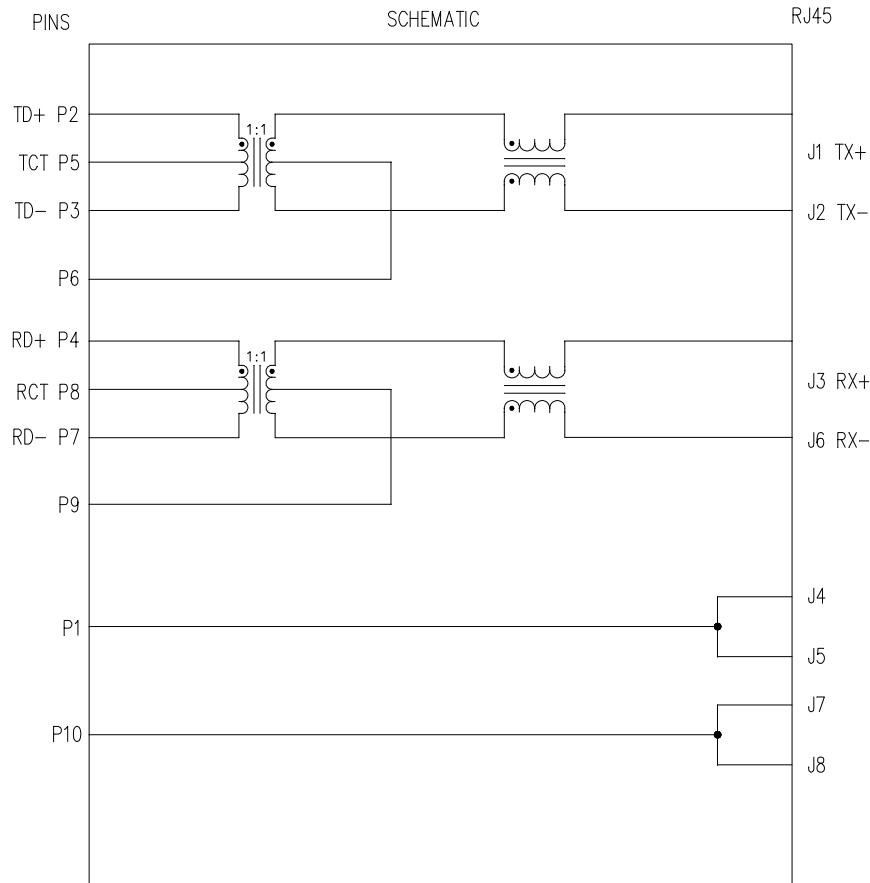 PINS SCHEMATIC RJ45
TD+ P2
1:1
TCT P5
J1 TX+
TD- P3
J2 TX-
P6
RD+ P4
1:1
RCT P8
J3 RX+
RD- P7
J6 RX-
P9
J4
P1
J5
J7
P10
J8